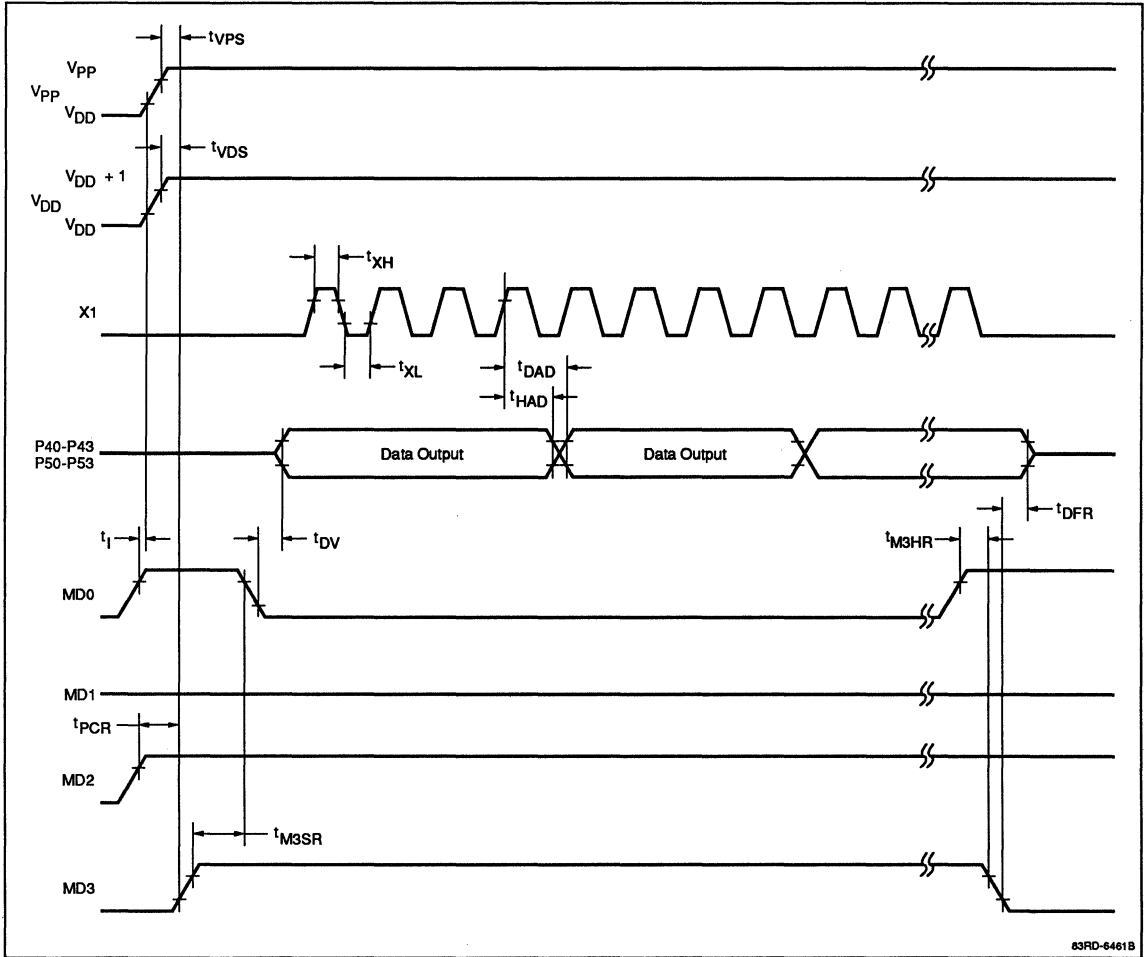 tVPS
VPP
VPP
VDD
tVDS
VDD + 1
VDD
VDD
tXH
X1
tXL
tDAD
tHAD
P40-P43
P50-P53
Data Output
Data Output
tDFR
tI
tDV
tM3HR
MD0
MD1
tPCR
MD2
tM3SR
MD3
83RD-6461B